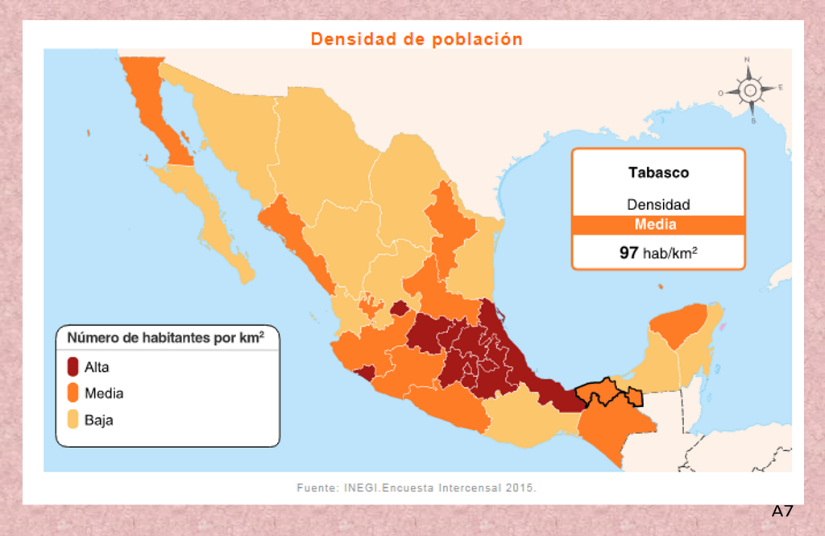 Densidad de población
N
O
E
S
Tabasco
Densidad
Media
97 hab/km²
Número de habitantes por km²
Alta
Media
Baja
Fuente: INEGI.Encuesta Intercensal 2015.
A7